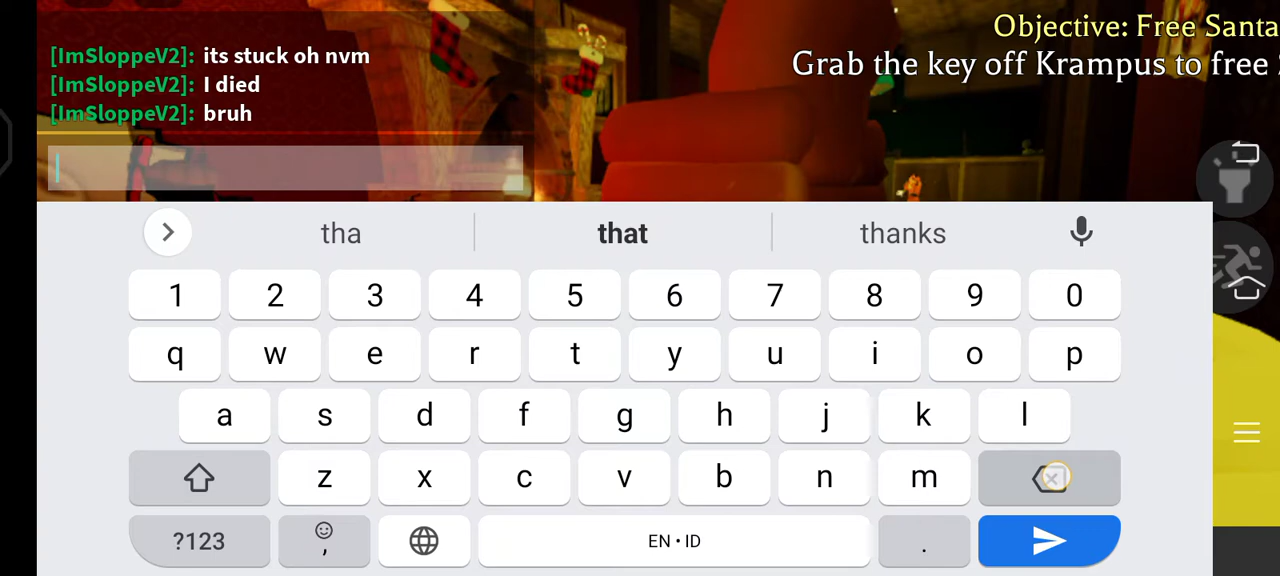 Objective: Free Santa
Grab the key off Krampus to free
[ImSloppeV2]: its stuck oh nvm
[ImSloppeV2]: I died
[ImSloppeV2]: bruh
tha that thanks
1 2 3 4 5 6 7 8 9 0
q w e r t y u i o p
a s d f g h j k l
z x c v b n m
?123 , EN • ID .